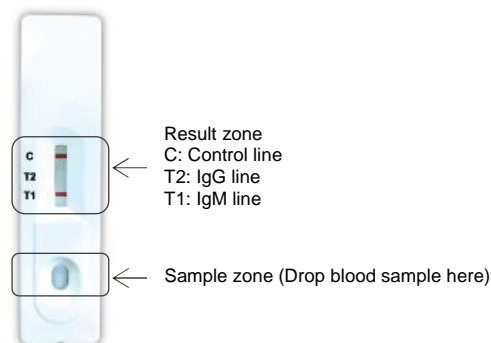 C
T2
T1
Result zone
C: Control line
T2: IgG line
T1: IgM line
Sample zone (Drop blood sample here)